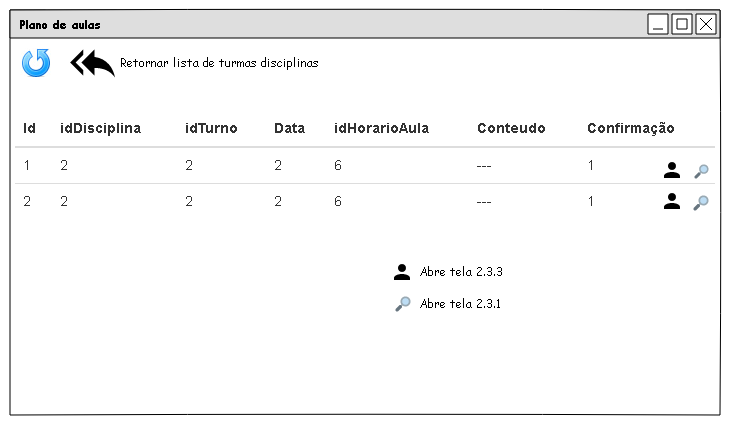 Plano de aulas
Retornar lista de turmas disciplinas
Id idDisciplina idTurno Data idHorarioAula Conteudo Confirmação
1 2 2 2 6 --- 1
2 2 2 2 6 --- 1
Abre tela 2.3.3
Abre tela 2.3.1